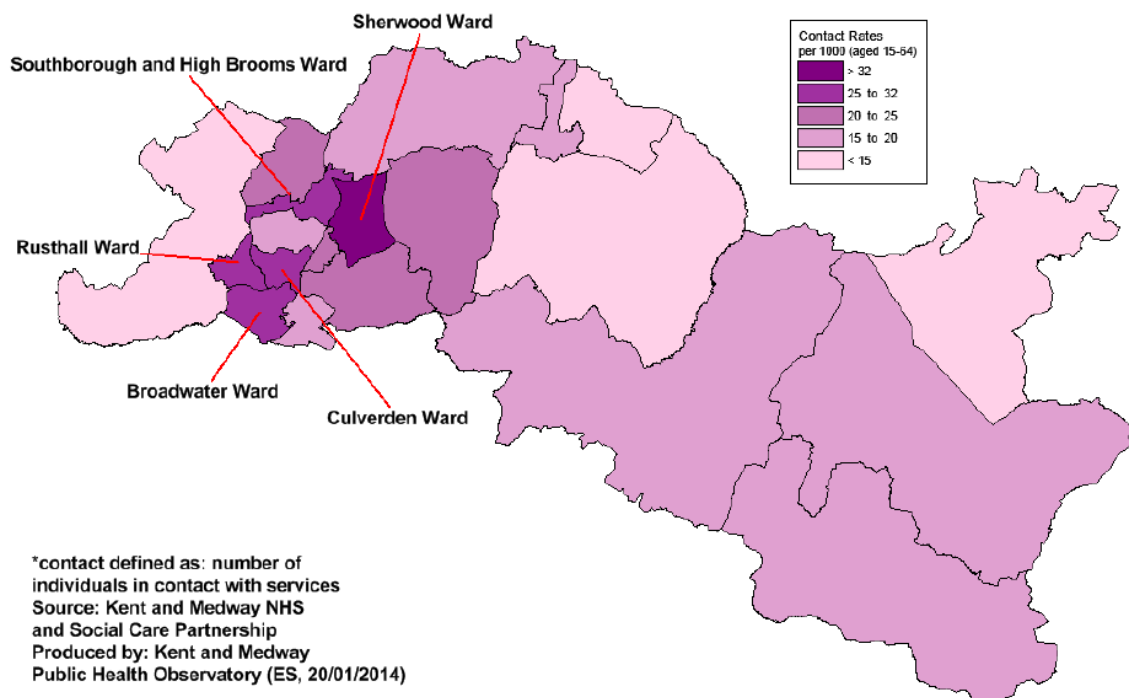 Sherwood Ward
Southborough and High Brooms Ward
Contact Rates
per 1000 (aged 15-64)
> 32
25 to 32
20 to 25
15 to 20
< 15
Rusthall Ward
Broadwater Ward
Culverden Ward
*contact defined as: number of
individuals in contact with services
Source: Kent and Medway NHS
and Social Care Partnership
Produced by: Kent and Medway
Public Health Observatory (ES, 20/01/2014)